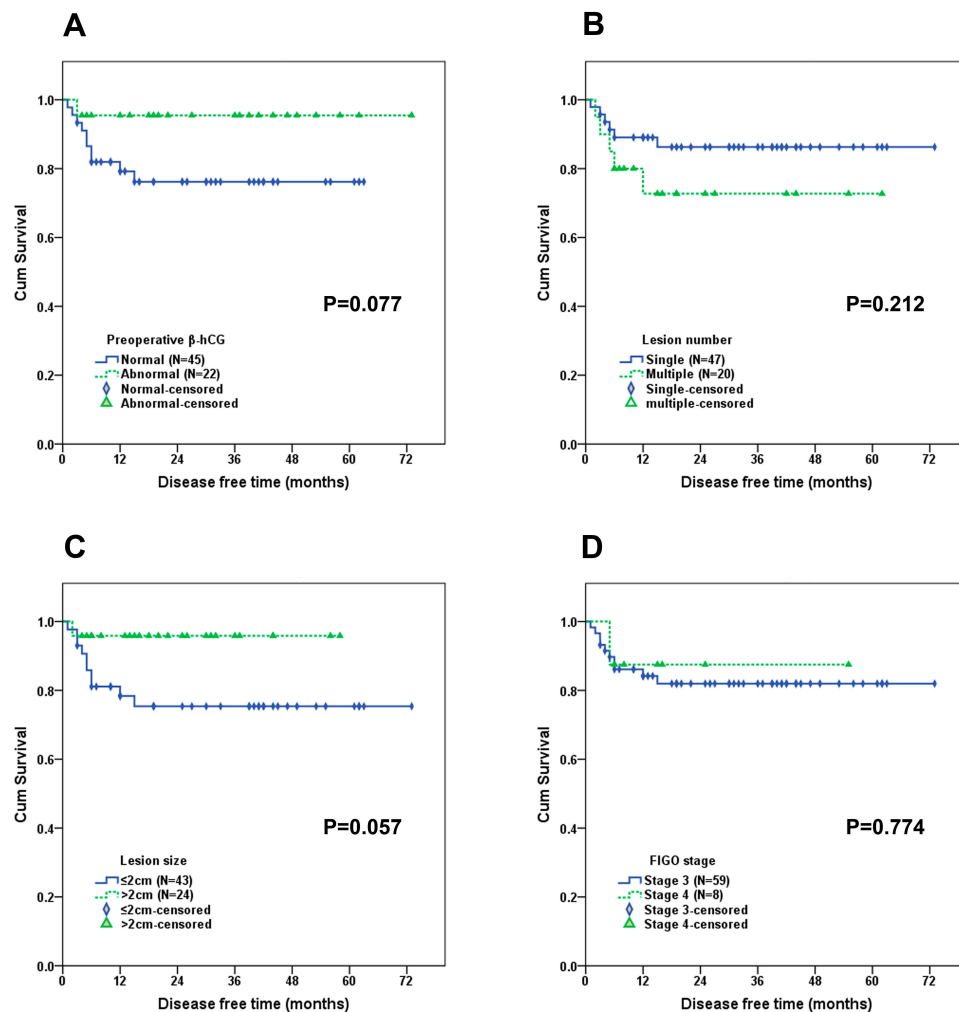 A
Cum Survival
1.0
0.8
0.6
0.4
0.2
0.0
P=0.077
Preoperative β-hCG
Normal (N=45)
Abnormal (N=22)
Normal-censored
Abnormal-censored
0 12 24 36 48 60 72
Disease free time (months)
B
Cum Survival
1.0
0.8
0.6
0.4
0.2
0.0
P=0.212
Lesion number
Single (N=47)
Multiple (N=20)
Single-censored
multiple-censored
0 12 24 36 48 60 72
Disease free time (months)
C
Cum Survival
1.0
0.8
0.6
0.4
0.2
0.0
P=0.057
Lesion size
≤2cm (N=43)
>2cm (N=24)
≤2cm-censored
>2cm-censored
0 12 24 36 48 60 72
Disease free time (months)
D
Cum Survival
1.0
0.8
0.6
0.4
0.2
0.0
P=0.774
FIGO stage
Stage 3 (N=59)
Stage 4 (N=8)
Stage 3-censored
Stage 4-censored
0 12 24 36 48 60 72
Disease free time (months)